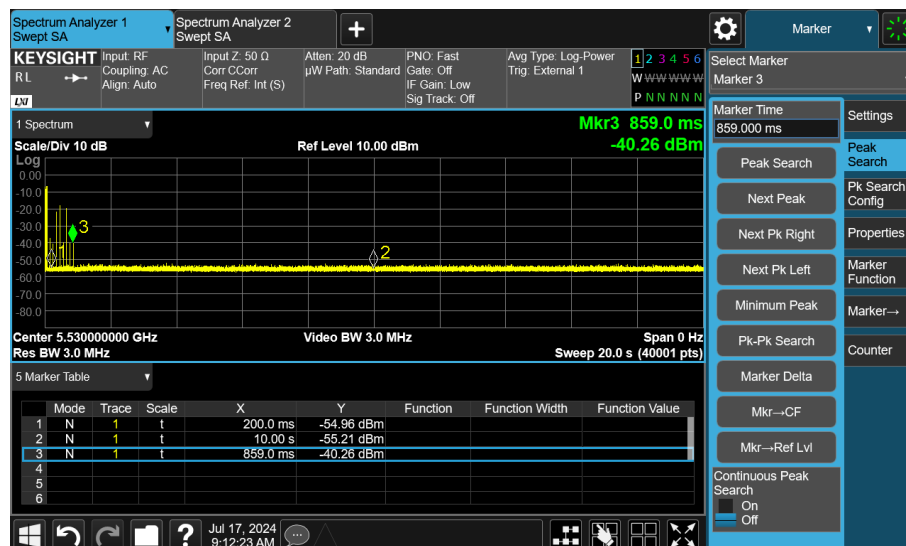 Spectrum Analyzer 1
Swept SA
Spectrum Analyzer 2
Swept SA
Marker
KEYSIGHT
RL
LXI
Input: RF
Coupling: AC
Align: Auto
Input Z: 50 Ω
Corr CCorr
Freq Ref: Int (S)
Atten: 20 dB
µW Path: Standard
PNO: Fast
Gate: Off
IF Gain: Low
Sig Track: Off
Avg Type: Log-Power
Trig: External 1
1 2 3 4 5 6
W W W W W W
P N N N N N
Select Marker
Marker 3
1 Spectrum
Mkr3 859.0 ms
Scale/Div 10 dB
Ref Level 10.00 dBm
-40.26 dBm
Log
0.00
-10.0
-20.0
-30.0
-40.0
-50.0
-60.0
-70.0
-80.0
3
1
2
Center 5.530000000 GHz
Video BW 3.0 MHz
Span 0 Hz
Res BW 3.0 MHz
Sweep 20.0 s (40001 pts)
5 Marker Table
Mode Trace Scale X Y Function Function Width Function Value
1 N 1 t 200.0 ms -54.96 dBm
2 N 1 t 10.00 s -55.21 dBm
3 N 1 t 859.0 ms -40.26 dBm
4
5
6
Marker Time
859.000 ms
Peak Search
Next Peak
Next Pk Right
Next Pk Left
Minimum Peak
Pk-Pk Search
Marker Delta
Mkr→CF
Mkr→Ref Lvl
Continuous Peak
Search
On
Off
Settings
Peak
Search
Pk Search
Config
Properties
Marker
Function
Marker→
Counter
?
Jul 17, 2024
9:12:23 AM